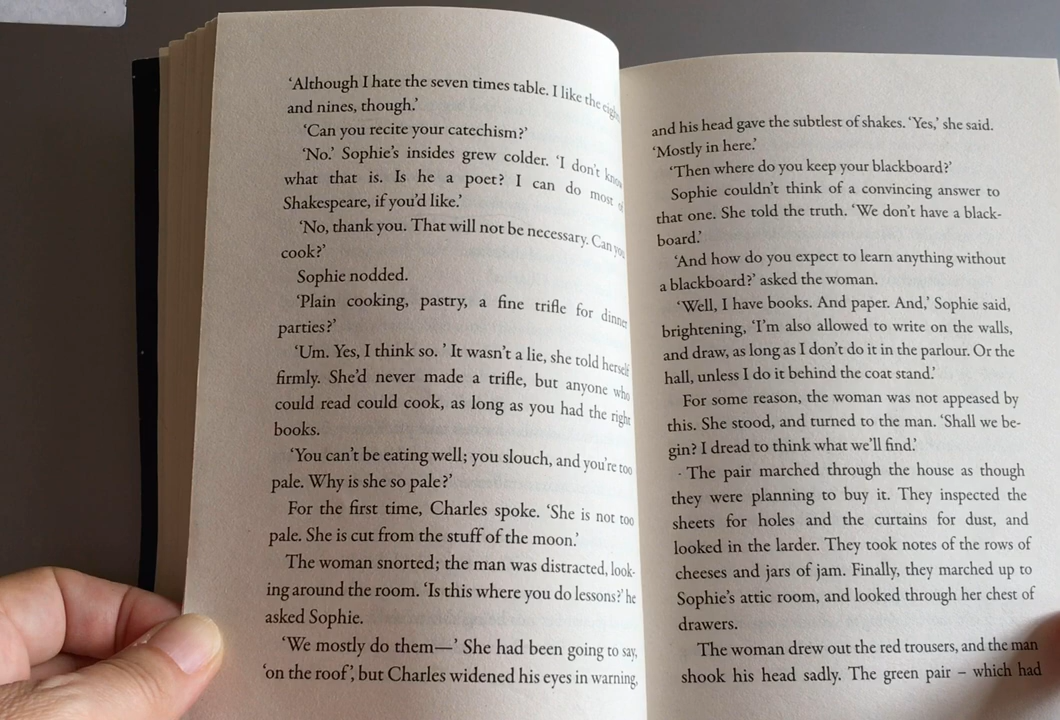 ‘Although I hate the seven times table. I like the eights
and nines, though.’
‘Can you recite your catechism?’
‘No.’ Sophie’s insides grew colder. ‘I don’t know
what that is. Is he a poet? I can do most of
Shakespeare, if you’d like.’
‘No, thank you. That will not be necessary. Can you
cook?’
Sophie nodded.
‘Plain cooking, pastry, a fine trifle for dinner
parties?’
‘Um. Yes, I think so. ’ It wasn’t a lie, she told herself
firmly. She’d never made a trifle, but anyone who
could read could cook, as long as you had the right
books.
‘You can’t be eating well; you slouch, and you’re too
pale. Why is she so pale?’
For the first time, Charles spoke. ‘She is not too
pale. She is cut from the stuff of the moon.’
The woman snorted; the man was distracted, look-
ing around the room. ‘Is this where you do lessons?’ he
asked Sophie.
‘We mostly do them—’ She had been going to say,
‘on the roof’, but Charles widened his eyes in warning,
and his head gave the subtlest of shakes. ‘Yes,’ she said.
‘Mostly in here.’
‘Then where do you keep your blackboard?’
Sophie couldn’t think of a convincing answer to
that one. She told the truth. ‘We don’t have a black-
board.’
‘And how do you expect to learn anything without
a blackboard?’ asked the woman.
‘Well, I have books. And paper. And,’ Sophie said,
brightening, ‘I’m also allowed to write on the walls,
and draw, as long as I don’t do it in the parlour. Or the
hall, unless I do it behind the coat stand.’
For some reason, the woman was not appeased by
this. She stood, and turned to the man. ‘Shall we be-
gin? I dread to think what we’ll find.’
The pair marched through the house as though
they were planning to buy it. They inspected the
sheets for holes and the curtains for dust, and
looked in the larder. They took notes of the rows of
cheeses and jars of jam. Finally, they marched up to
Sophie’s attic room, and looked through her chest of
drawers.
The woman drew out the red trousers, and the man
shook his head sadly. The green pair – which had